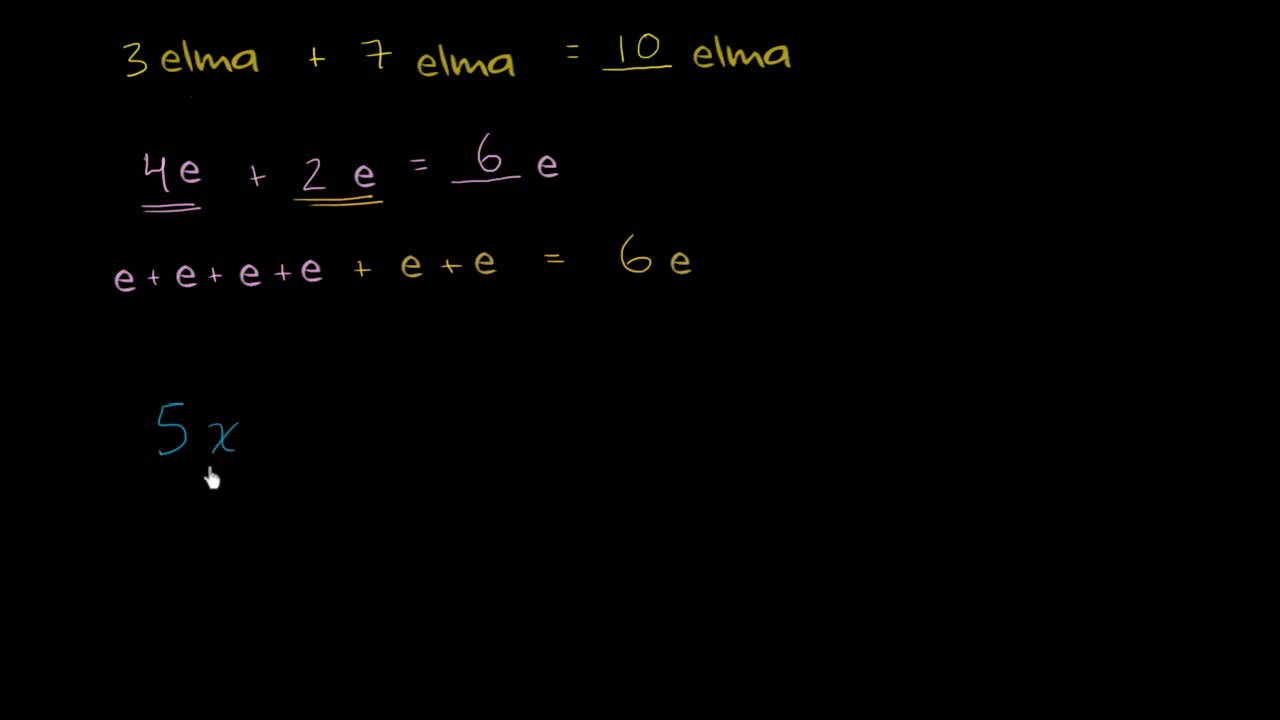 3 elma + 7 elma = 10 elma
4e + 2 e = 6 e
e + e + e + e + e + e = 6 e
5 x